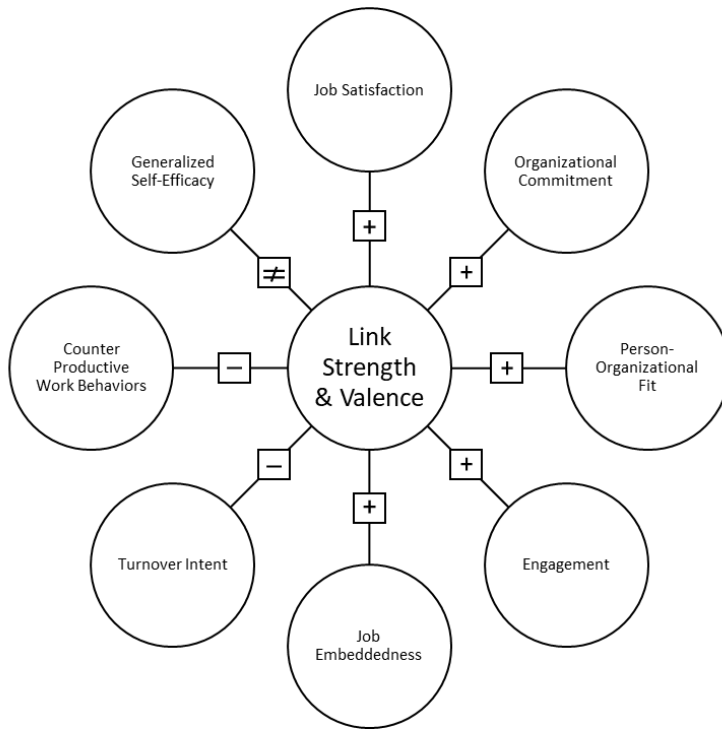 Job Satisfaction
Generalized
Self-Efficacy
Organizational
Commitment
+
≠
+
Link
Strength
& Valence
Counter
Productive
Work Behaviors
−
+
Person-
Organizational
Fit
−
+
+
Turnover Intent
Engagement
Job
Embeddedness